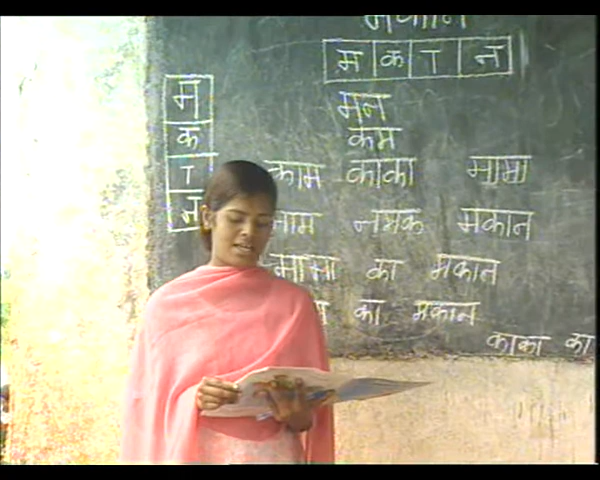 मकान
म क ा न
म
क
ा
न
मन
कम
काम काका मामा
नाम नमक मकान
मामा का मकान
का मकान
काका का